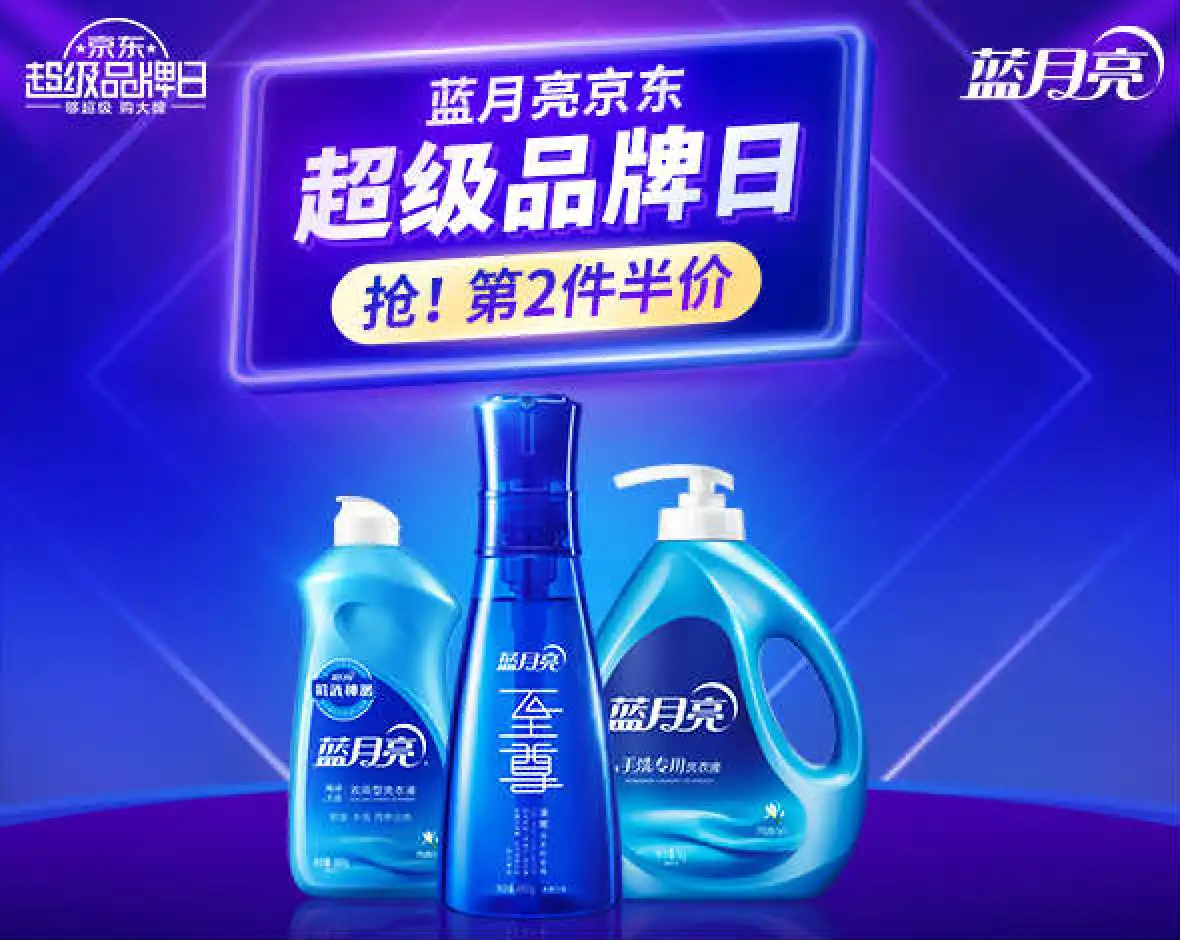 京东
超级品牌日
够超级 购大牌
蓝月亮
蓝月亮京东
超级品牌日
抢！第2件半价
蓝月亮
蓝月亮
至尊
蓝月亮
手洗专用洗衣液